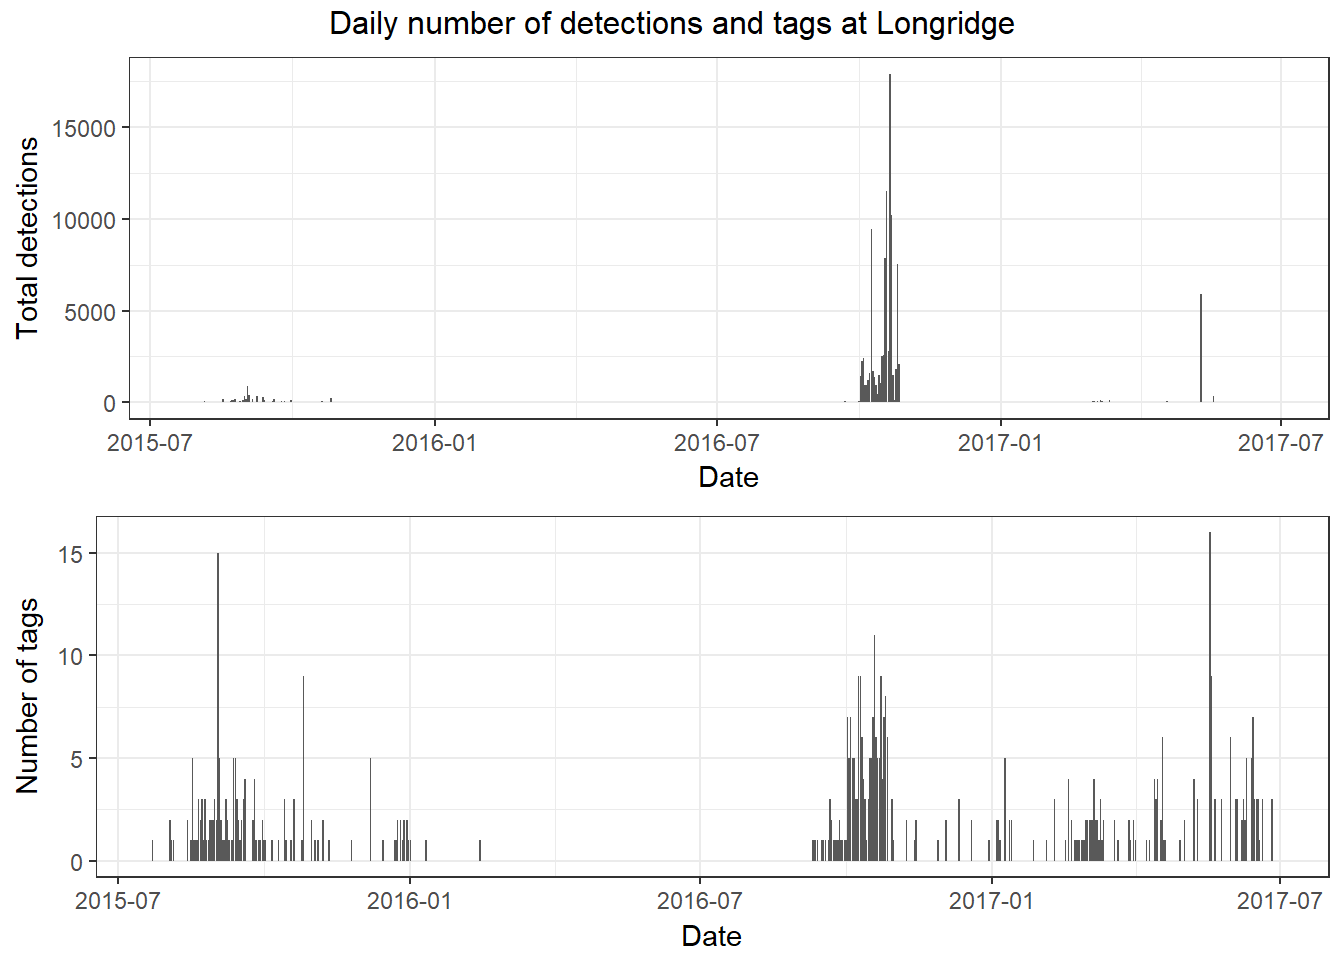 Daily number of detections and tags at Longridge
Total detections
15000
10000
5000
0
2015-07 2016-01 2016-07 2017-01 2017-07
Date
Number of tags
15
10
5
0
2015-07 2016-01 2016-07 2017-01 2017-07
Date